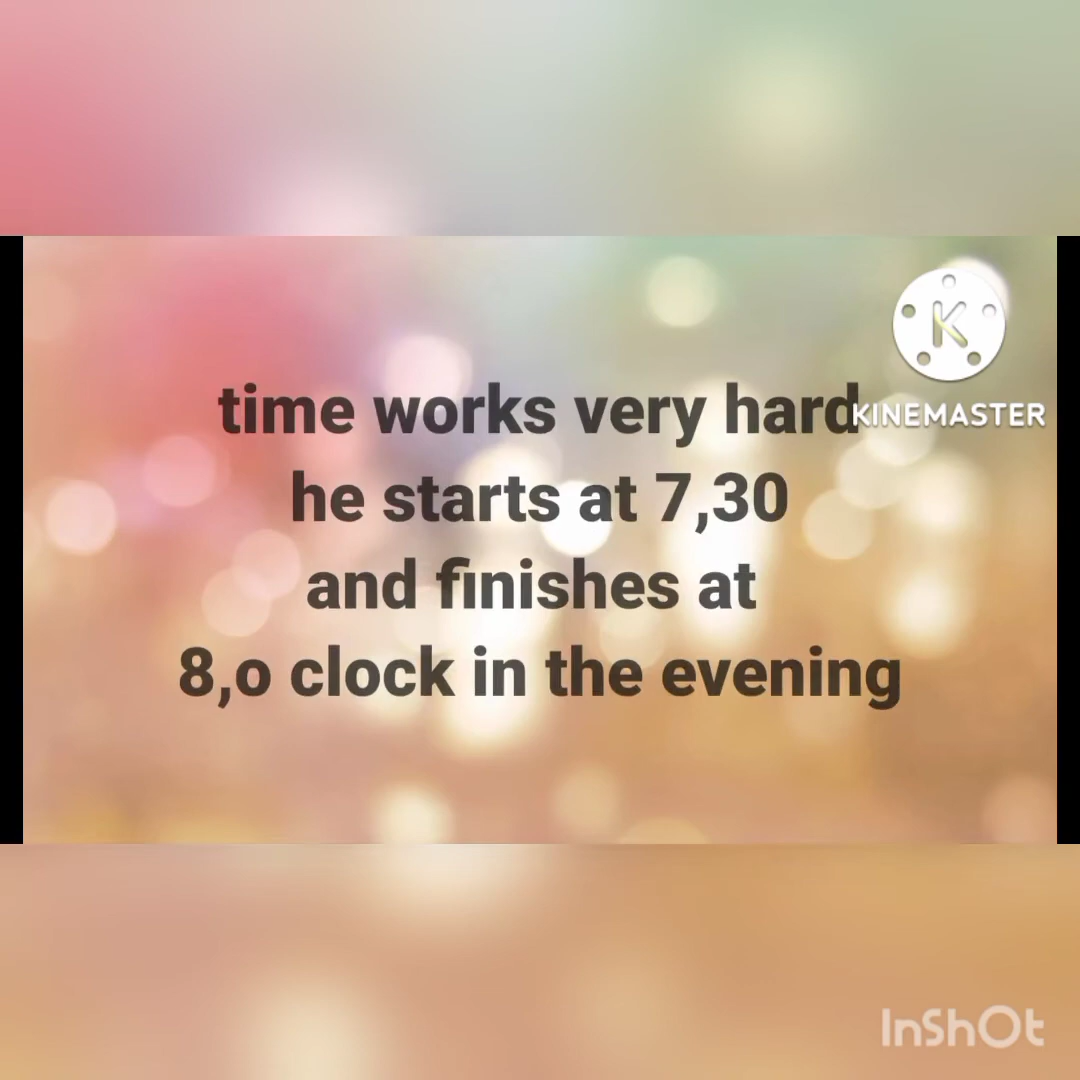 time works very hard
KINEMASTER
he starts at 7,30
and finishes at
8,o clock in the evening
InShOt